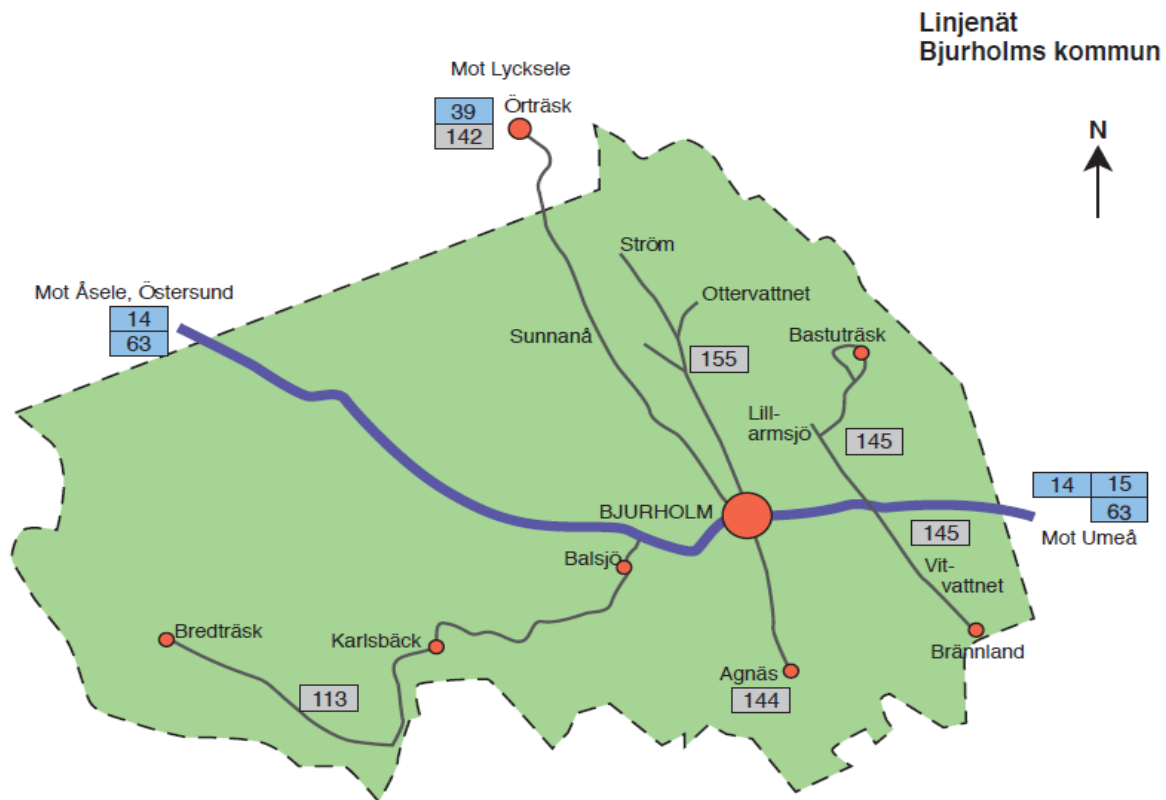 Linjenät
Bjurholms kommun
N
Mot Lycksele
39
Örträsk
142
Ström
Mot Åsele, Östersund
14
63
Ottervattnet
Sunnanå
Bastuträsk
155
Lill-
armsjö
145
14
15
63
BJURHOLM
145
Mot Umeå
Balsjö
Vit-
vattnet
Bredträsk
Karlsbäck
Brännland
Agnäs
113
144